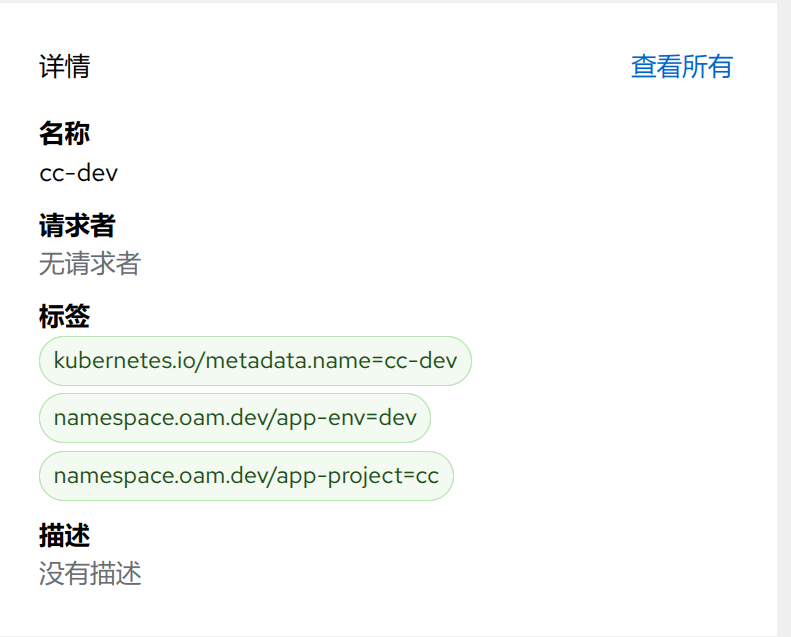 详情 查看所有
名称
cc-dev
请求者
无请求者
标签
kubernetes.io/metadata.name=cc-dev
namespace.oam.dev/app-env=dev
namespace.oam.dev/app-project=cc
描述
没有描述